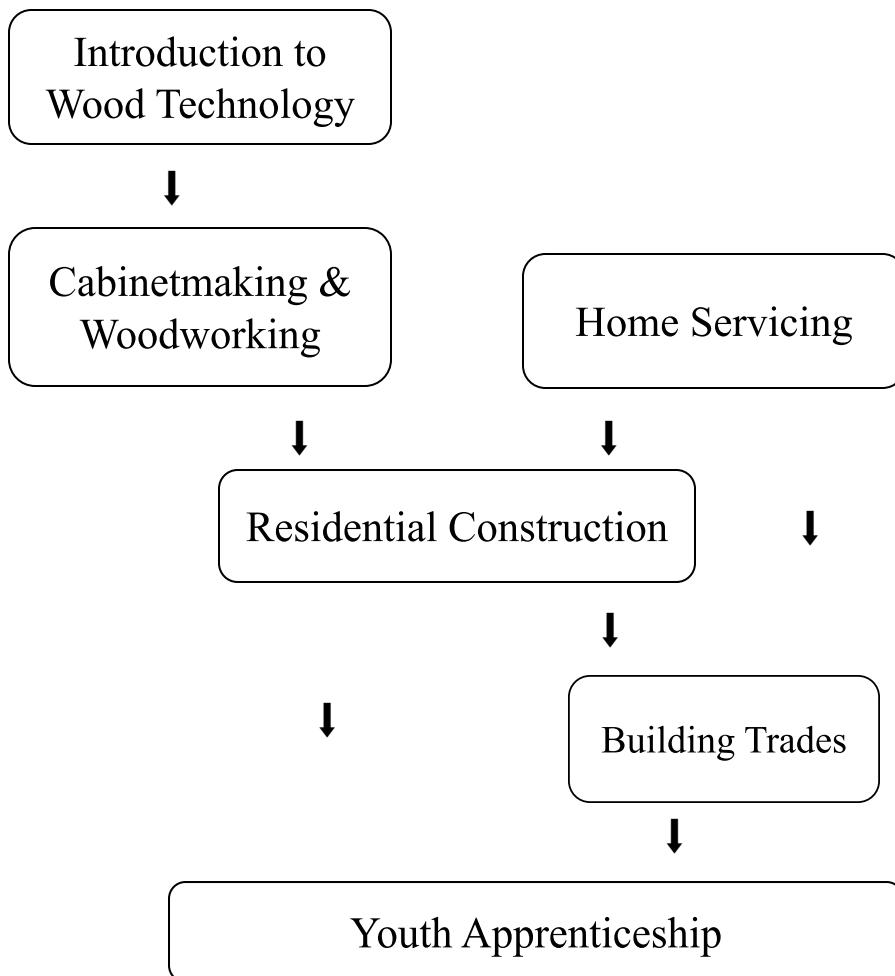 Introduction to
Wood Technology
Cabinetmaking &
Woodworking
Home Servicing
Residential Construction
Building Trades
Youth Apprenticeship